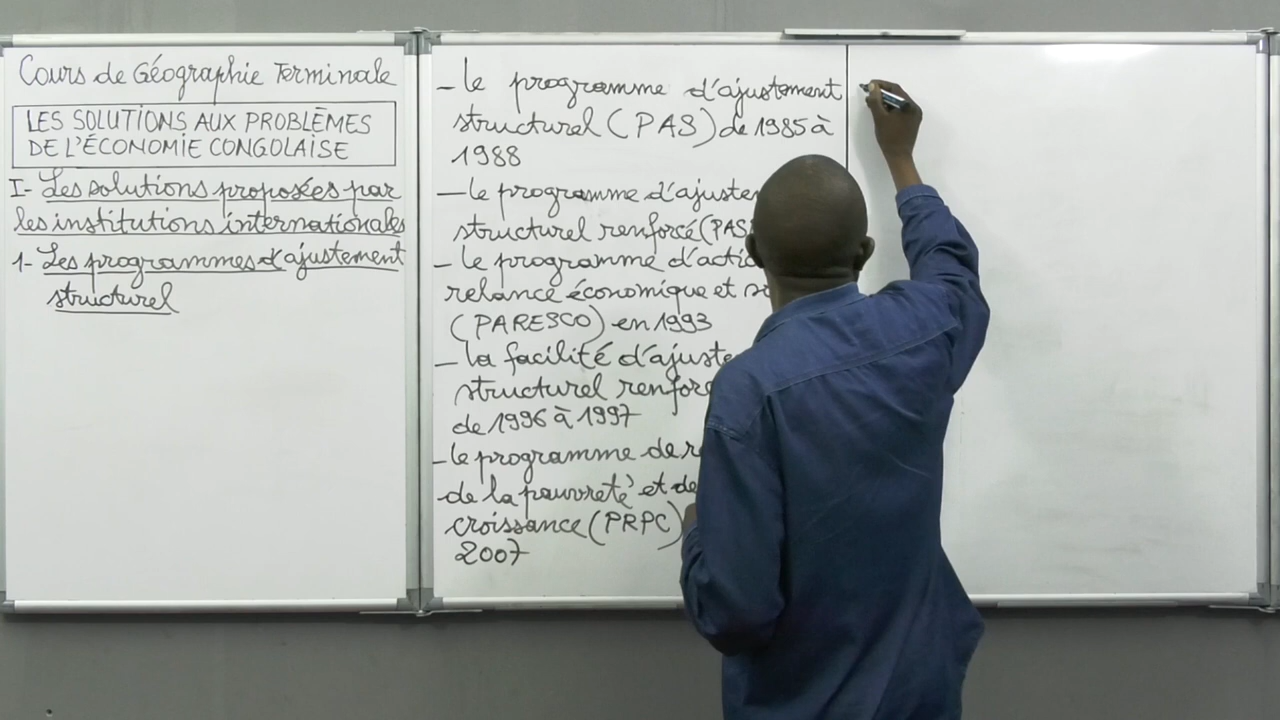 Cours de Géographie Terminale
LES SOLUTIONS AUX PROBLÈMES
DE L'ÉCONOMIE CONGOLAISE
I- Les solutions proposées par
les institutions internationales
1- Les programmes d'ajustement
structurel
- le programme d'ajustement
structurel (PAS) de 1985 à
1988
- le programme d'ajuste
structurel renforcé (PAS
- le programme d'actio
relance économique et so
(PARESCO) en 1993
- la facilité d'ajuste
structurel renforc
de 1996 à 1997
- le programme de r
de la pauvreté et de
croissance (PRPC)
2007